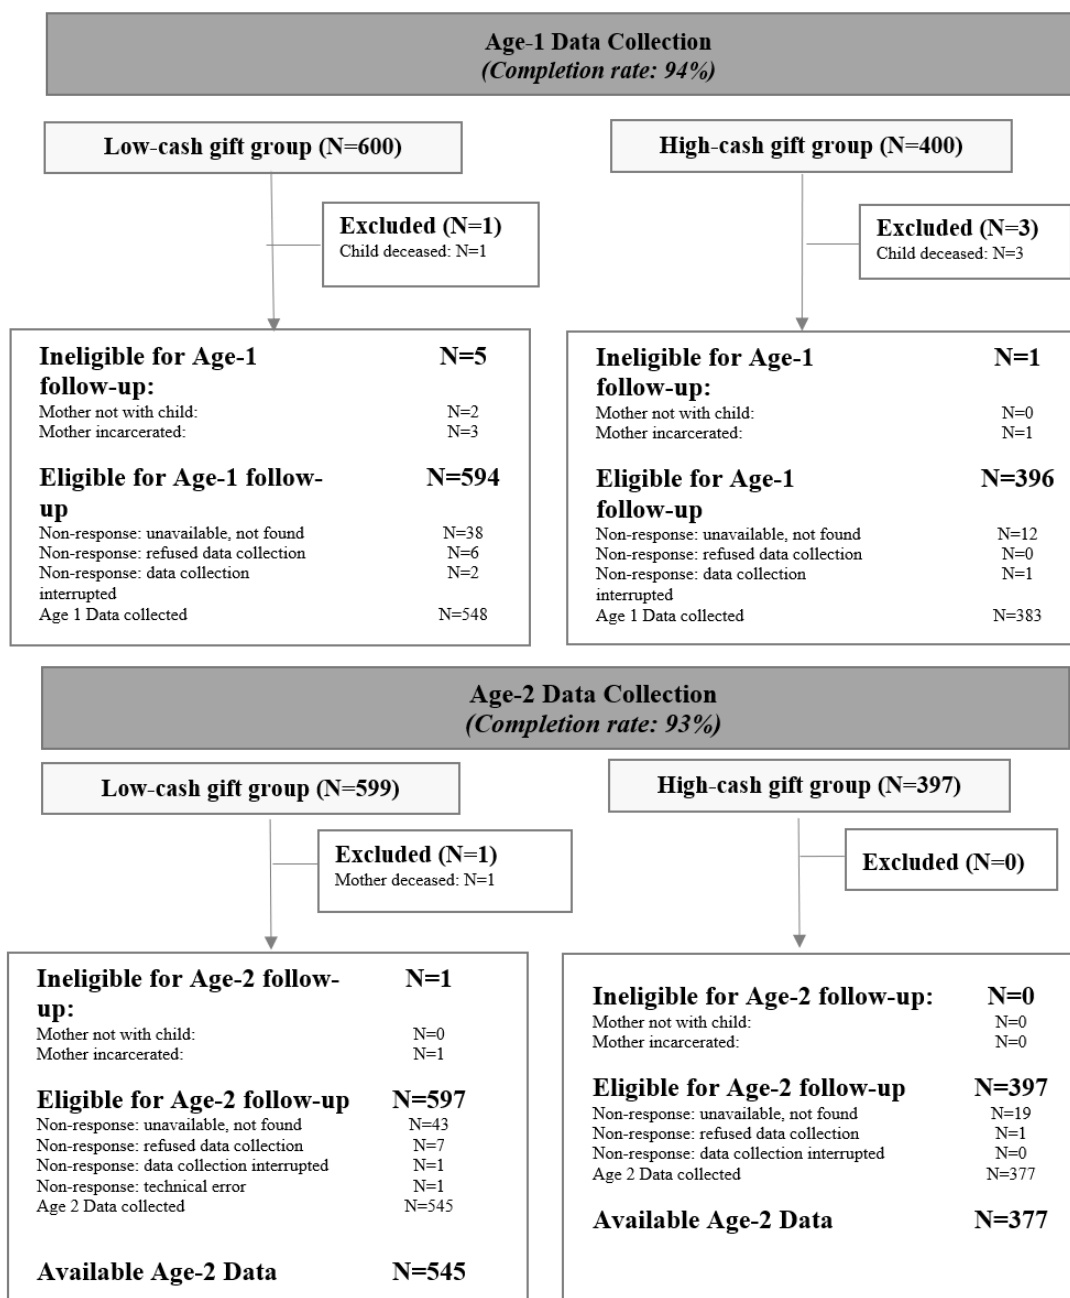 Age-1 Data Collection
(Completion rate: 94%)
Low-cash gift group (N=600)
High-cash gift group (N=400)
Excluded (N=1)
Child deceased: N=1
Excluded (N=3)
Child deceased: N=3
Ineligible for Age-1 N=5
follow-up:
Mother not with child: N=2
Mother incarcerated: N=3
Eligible for Age-1 follow- N=594
up
Non-response: unavailable, not found N=38
Non-response: refused data collection N=6
Non-response: data collection N=2
interrupted
Age 1 Data collected N=548
Ineligible for Age-1 N=1
follow-up:
Mother not with child: N=0
Mother incarcerated: N=1
Eligible for Age-1 N=396
follow-up
Non-response: unavailable, not found N=12
Non-response: refused data collection N=0
Non-response: data collection N=1
interrupted
Age 1 Data collected N=383
Age-2 Data Collection
(Completion rate: 93%)
Low-cash gift group (N=599)
High-cash gift group (N=397)
Excluded (N=1)
Mother deceased: N=1
Excluded (N=0)
Ineligible for Age-2 follow- N=1
up:
Mother not with child: N=0
Mother incarcerated: N=1
Eligible for Age-2 follow-up N=597
Non-response: unavailable, not found N=43
Non-response: refused data collection N=7
Non-response: data collection interrupted N=1
Non-response: technical error N=1
Age 2 Data collected N=545
Available Age-2 Data N=545
Ineligible for Age-2 follow-up: N=0
Mother not with child: N=0
Mother incarcerated: N=0
Eligible for Age-2 follow-up N=397
Non-response: unavailable, not found N=19
Non-response: refused data collection N=1
Non-response: data collection interrupted N=0
Age 2 Data collected N=377
Available Age-2 Data N=377